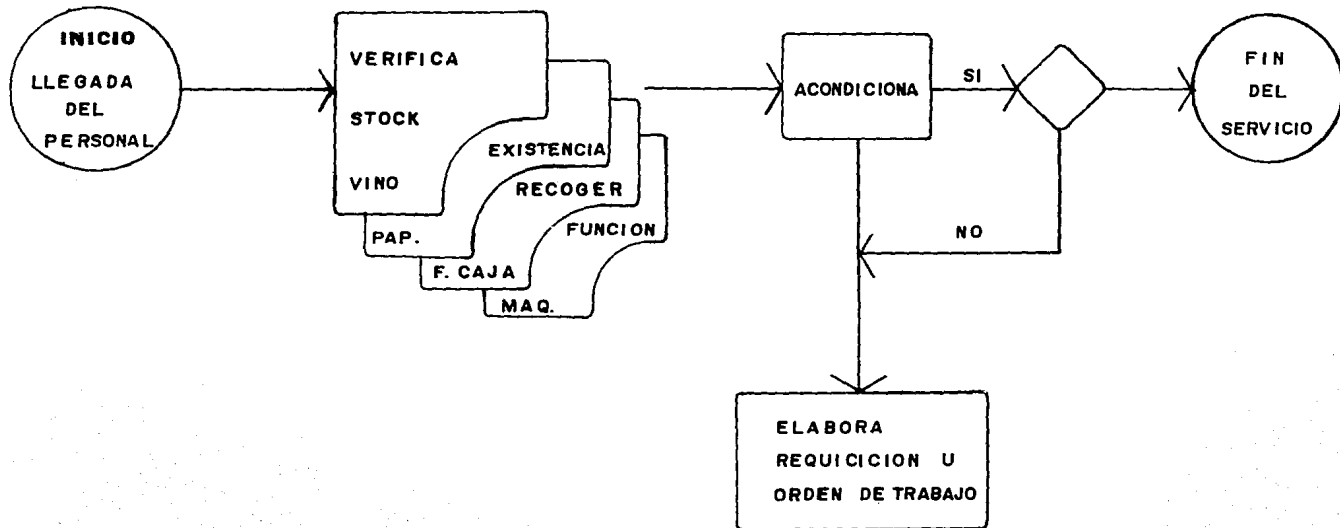 INICIO
LLEGADA
DEL
PERSONAL
VERIFICA
STOCK
VINO
EXISTENCIA
PAP.
RECOGER
F. CAJA
FUNCION
MAQ.
ACONDICIONA
SI
NO
FIN
DEL
SERVICIO
ELABORA
REQUICICION U
ORDEN DE TRABAJO